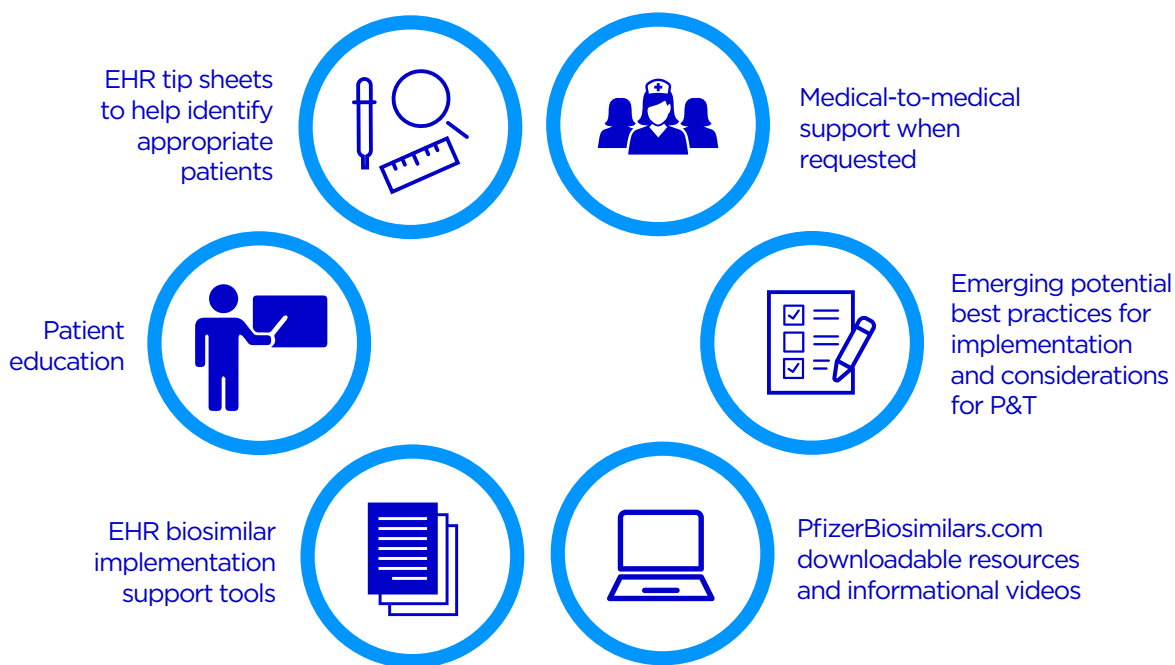 EHR tip sheets
to help identify
appropriate
patients
Medical-to-medical
support when
requested
Patient
education
Emerging potential
best practices for
implementation
and considerations
for P&T
EHR biosimilar
implementation
support tools
PfizerBiosimilars.com
downloadable resources
and informational videos